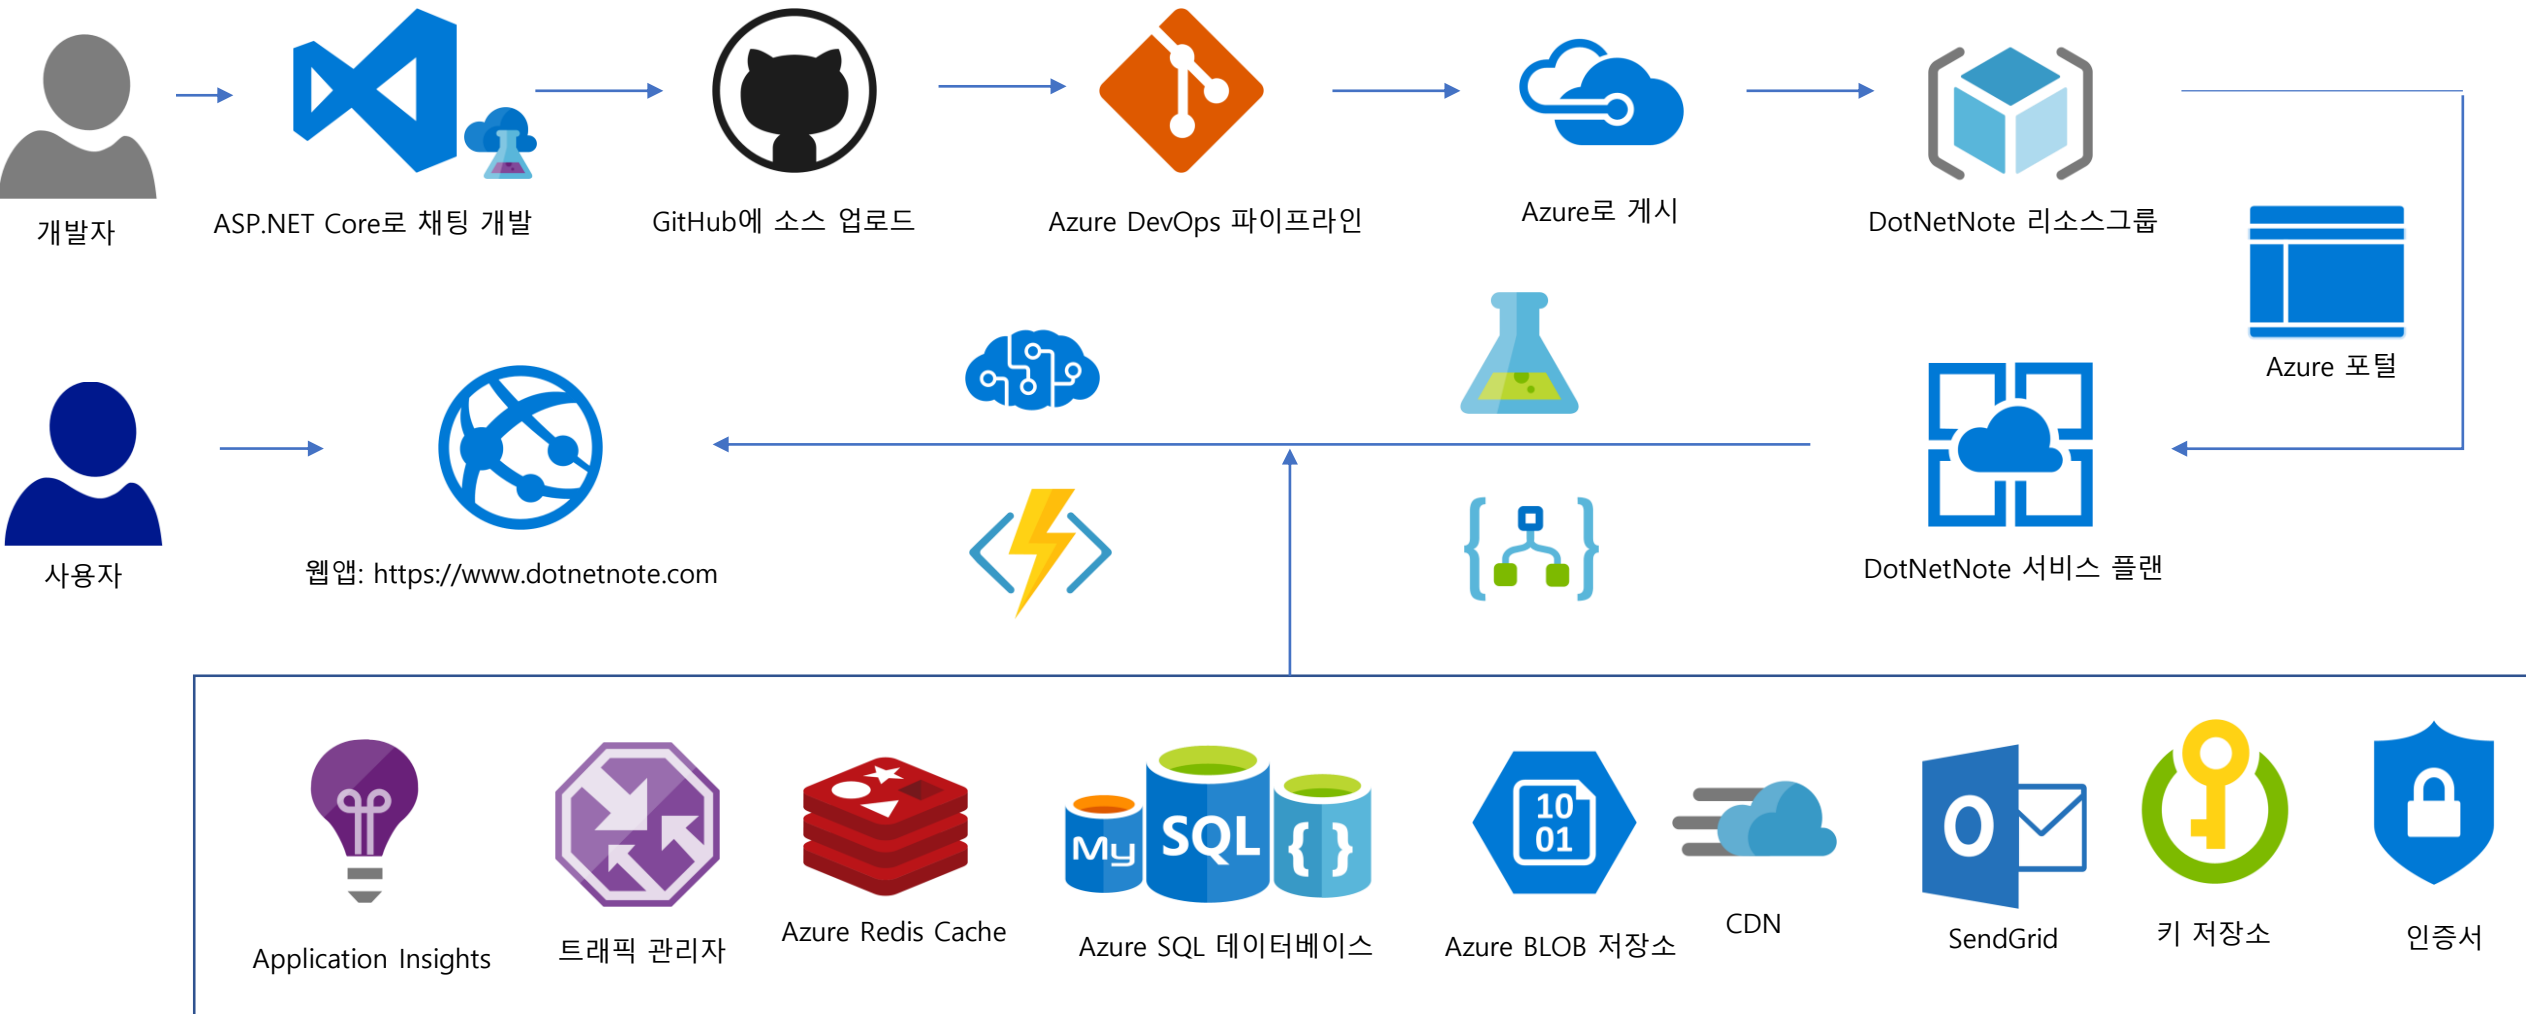 개발자
ASP.NET Core로 채팅 개발
GitHub에 소스 업로드
Azure DevOps 파이프라인
Azure로 게시
DotNetNote 리소스그룹
Azure 포털
사용자
웹앱: https://www.dotnetnote.com
DotNetNote 서비스 플랜
My
SQL
{ }
10
01
O
Application Insights
트래픽 관리자
Azure Redis Cache
Azure SQL 데이터베이스
Azure BLOB 저장소
CDN
SendGrid
키 저장소
인증서